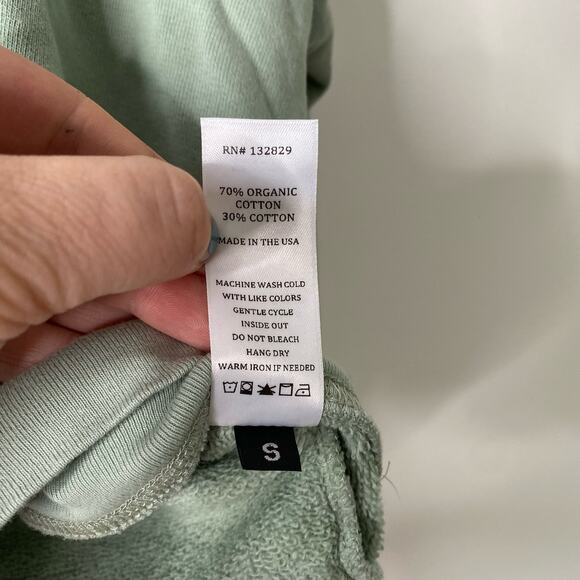 RN# 132829
70% ORGANIC
COTTON
30% COTTON
MADE IN THE USA
MACHINE WASH COLD
WITH LIKE COLORS
GENTLE CYCLE
INSIDE OUT
DO NOT BLEACH
HANG DRY
WARM IRON IF NEEDED
S